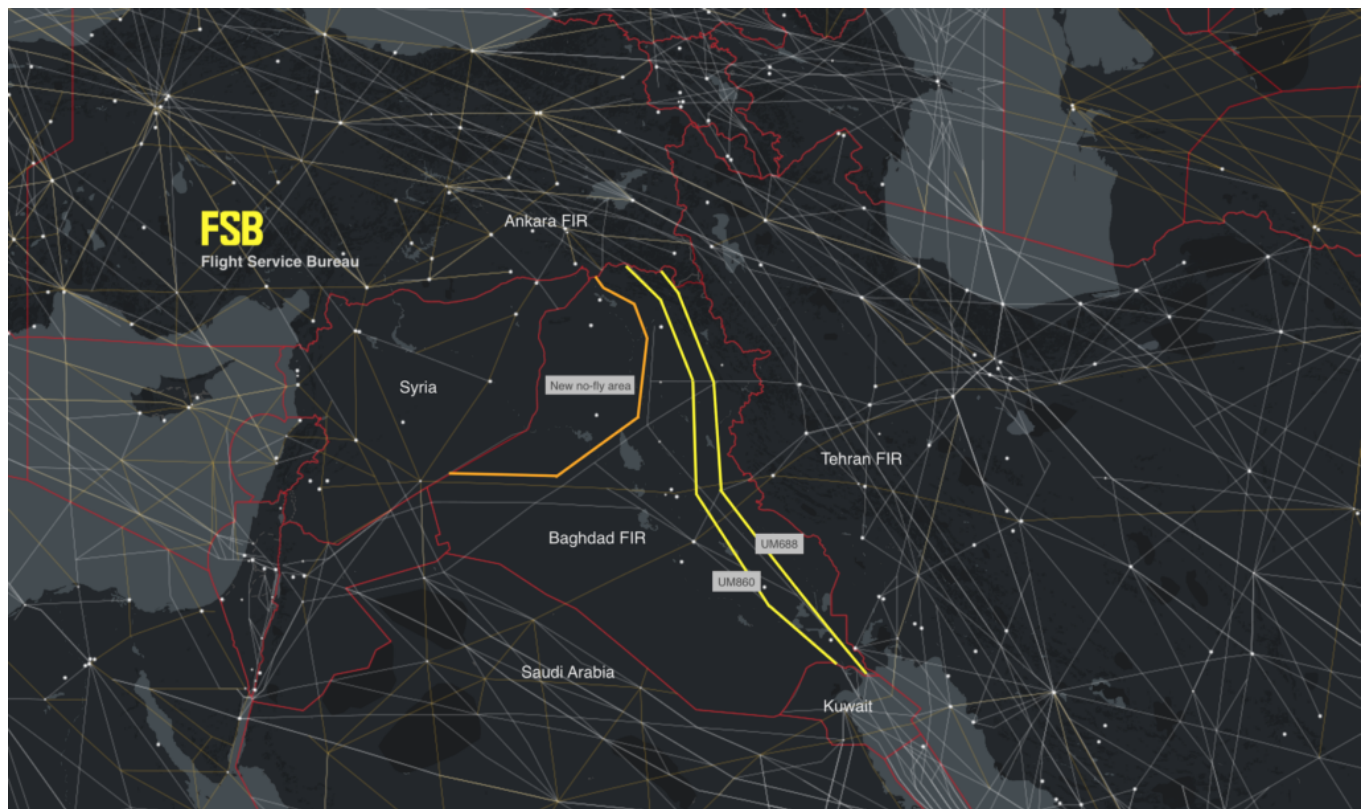 Ankara FIR
FSB
Flight Service Bureau
Syria
New no-fly area
Tehran FIR
Baghdad FIR
UM688
UM860
Saudi Arabia
Kuwait